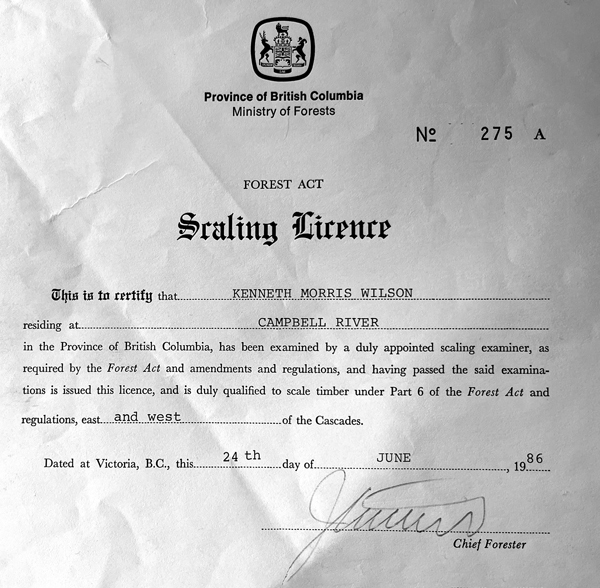 Province of British Columbia
Ministry of Forests
Nº 275 A
FOREST ACT
Scaling Licence
This is to certify that KENNETH MORRIS WILSON
residing at CAMPBELL RIVER
in the Province of British Columbia, has been examined by a duly appointed scaling examiner, as
required by the Forest Act and amendments and regulations, and having passed the said examina-
tions is issued this licence, and is duly qualified to scale timber under Part 6 of the Forest Act and
regulations, east and west of the Cascades.
Dated at Victoria, B.C., this 24 th day of JUNE, 19 86
Chief Forester